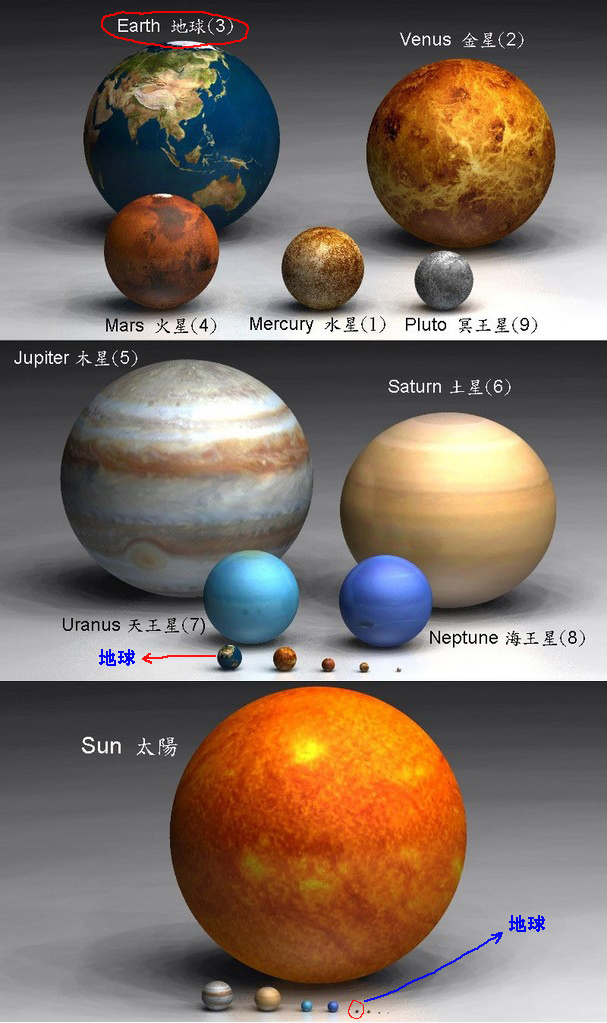 Earth 地球(3)
Venus 金星(2)
Mars 火星(4)
Mercury 水星(1)
Pluto 冥王星(9)
Jupiter 木星(5)
Saturn 土星(6)
Uranus 天王星(7)
Neptune 海王星(8)
地球
Sun 太陽
地球